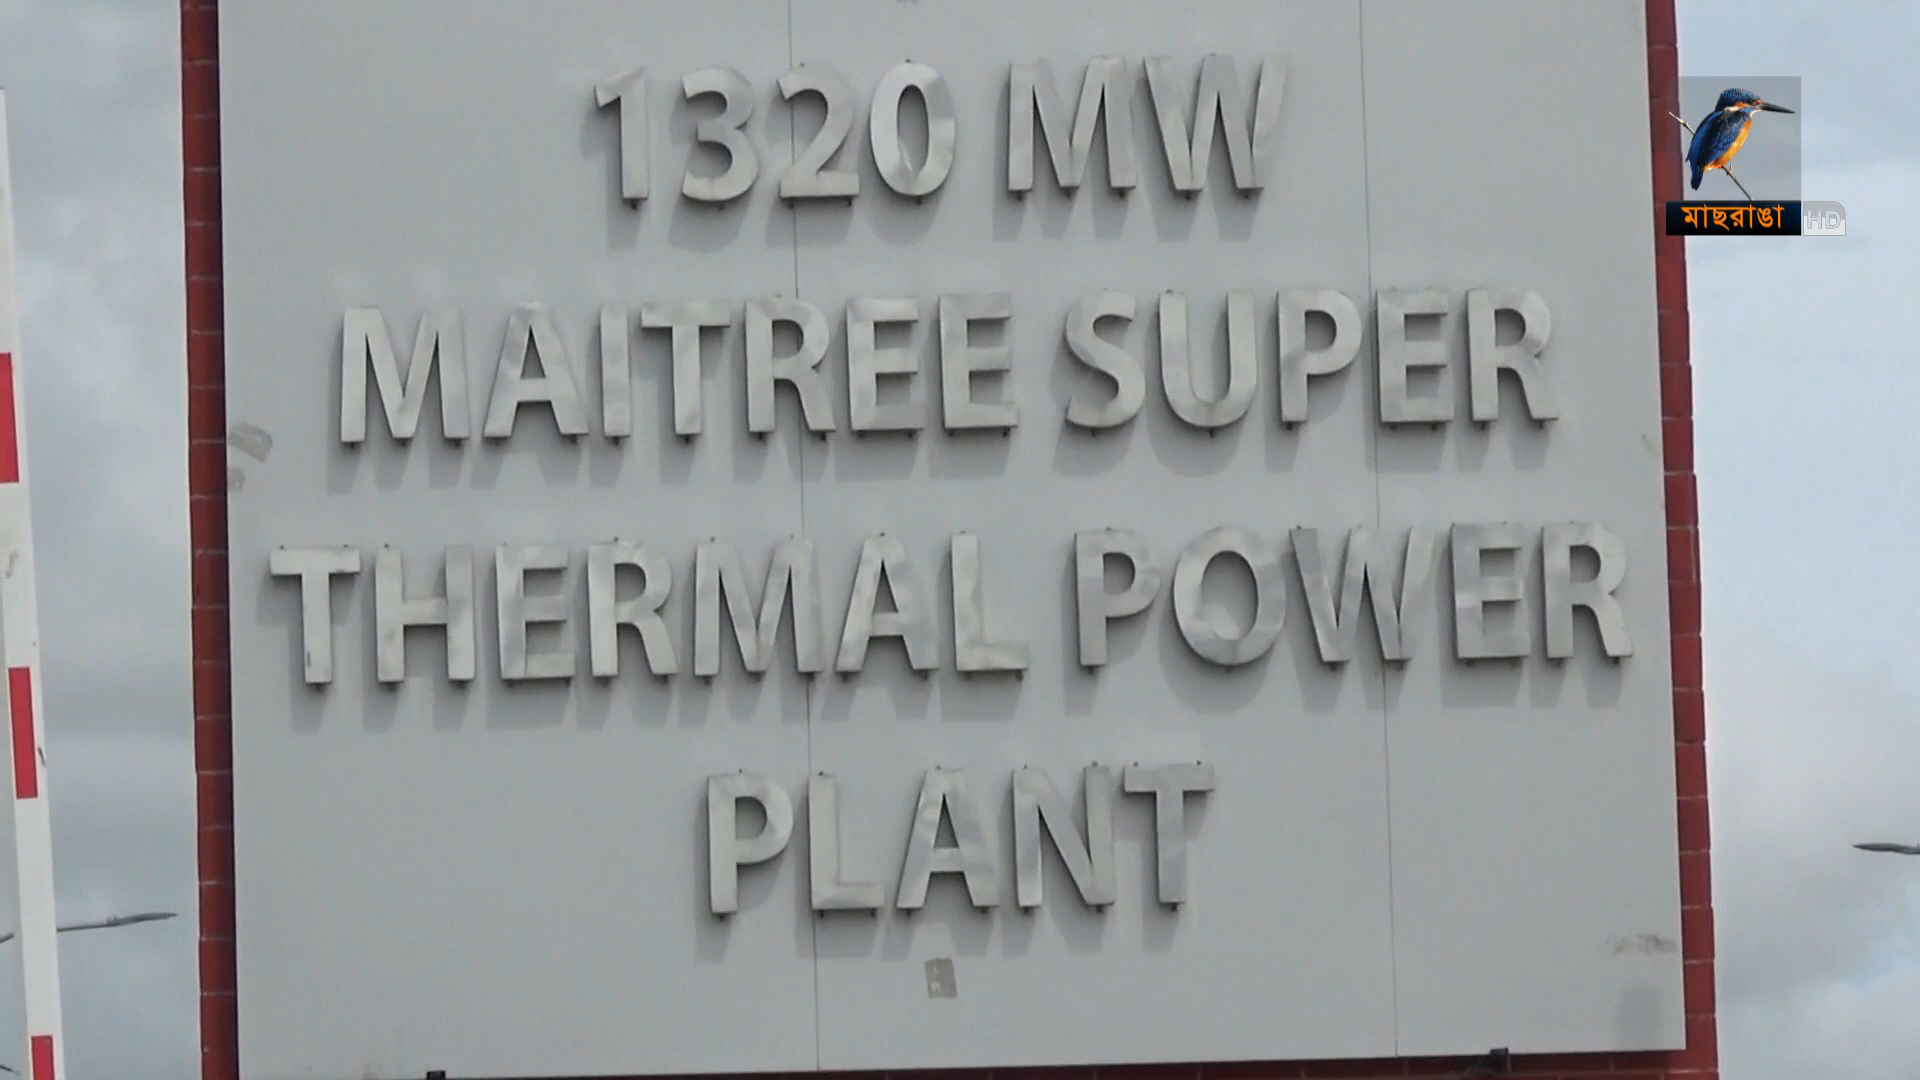 1320 MW
MAITREE SUPER
THERMAL POWER
PLANT
মাছরাঙা HD